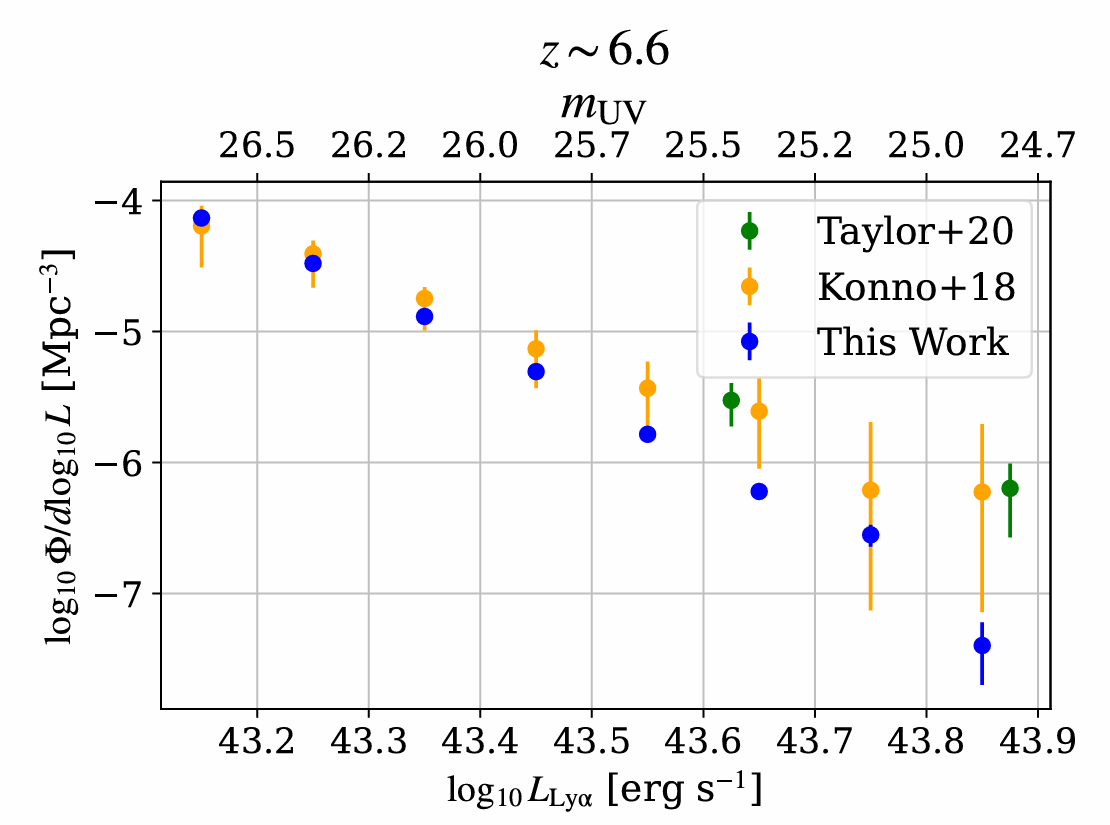 z ~ 6.6
m_UV
26.5 26.2 26.0 25.7 25.5 25.2 25.0 24.7
−4
−5
−6
−7
log₁₀ Φ/dlog₁₀ L [Mpc⁻³]
Taylor+20
Konno+18
This Work
43.2 43.3 43.4 43.5 43.6 43.7 43.8 43.9
log₁₀ L_Lyα [erg s⁻¹]